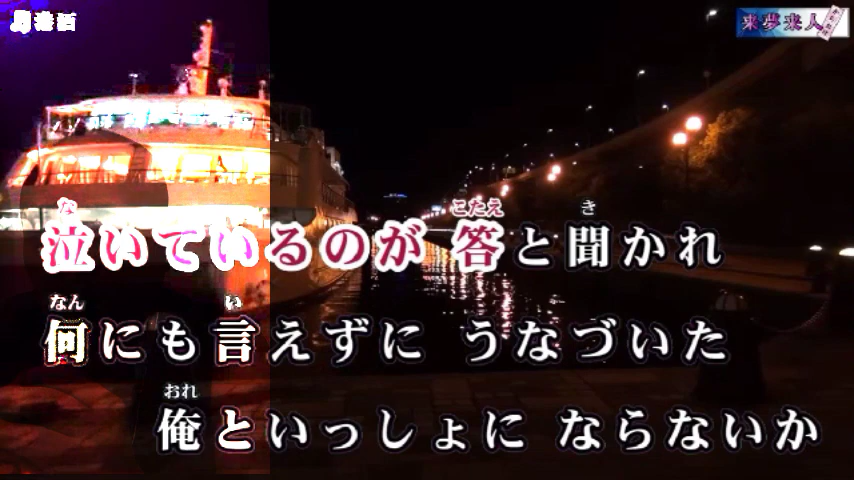 来夢来人
泣いているのが 答と聞かれ
何にも言えずに うなづいた
俺といっしょに ならないか